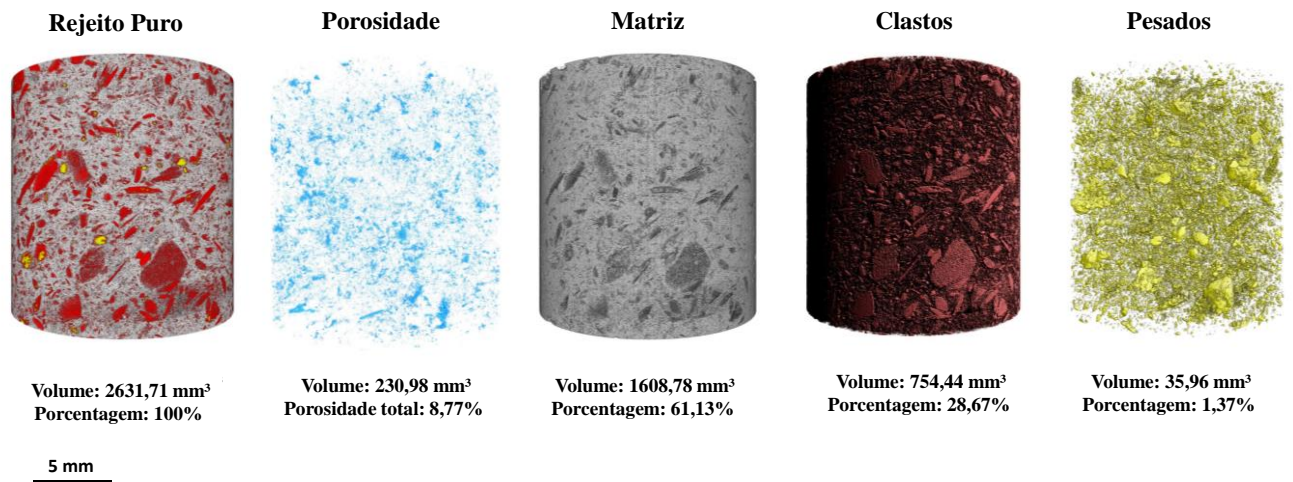 Rejeito Puro
Porosidade
Matriz
Clastos
Pesados
Volume: 2631,71 mm³
Porcentagem: 100%
Volume: 230,98 mm³
Porosidade total: 8,77%
Volume: 1608,78 mm³
Porcentagem: 61,13%
Volume: 754,44 mm³
Porcentagem: 28,67%
Volume: 35,96 mm³
Porcentagem: 1,37%
5 mm